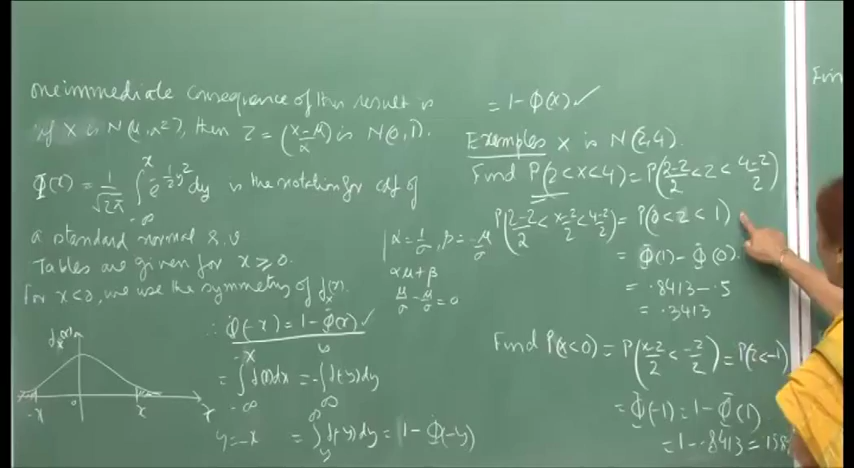 one immediate consequence of this result is
if X is N(μ, σ²), then Z = (X-μ/σ) is N(0,1).
Φ(x) = 1/√2π ∫_{-∞}^{x} e^{-½y²} dy is the notation for cdf of
a standard normal r.v
Tables are given for x ≥ 0.
For x<0, we use the symmetry of f_X(x).
f_X(x)
-x 0 x x
∴ Φ(-x) = 1 - Φ(x) ✓
= ∫_{-∞}^{-x} f(x)dx = -∫ f(-y)dy
y = -x = ∫_{y}^{∞} f(-y)dy = 1 - Φ(-y)
α = 1/σ, β = -μ/σ
αμ + β
μ/σ - μ/σ = 0
= 1 - Φ(x) ✓
Examples X is N(2,4).
Find P(2<X<4) = P(2-2/2 < Z < 4-2/2)
P(2-2/2 < X-2/2 < 4-2/2) = P(0 < Z < 1)
= Φ(1) - Φ(0).
= .8413 - .5
= .3413
Find P(X<0) = P(X-2/2 < -2/2) = P(Z<-1)
= Φ(-1) = 1 - Φ(1)
= 1 - .8413 = .158